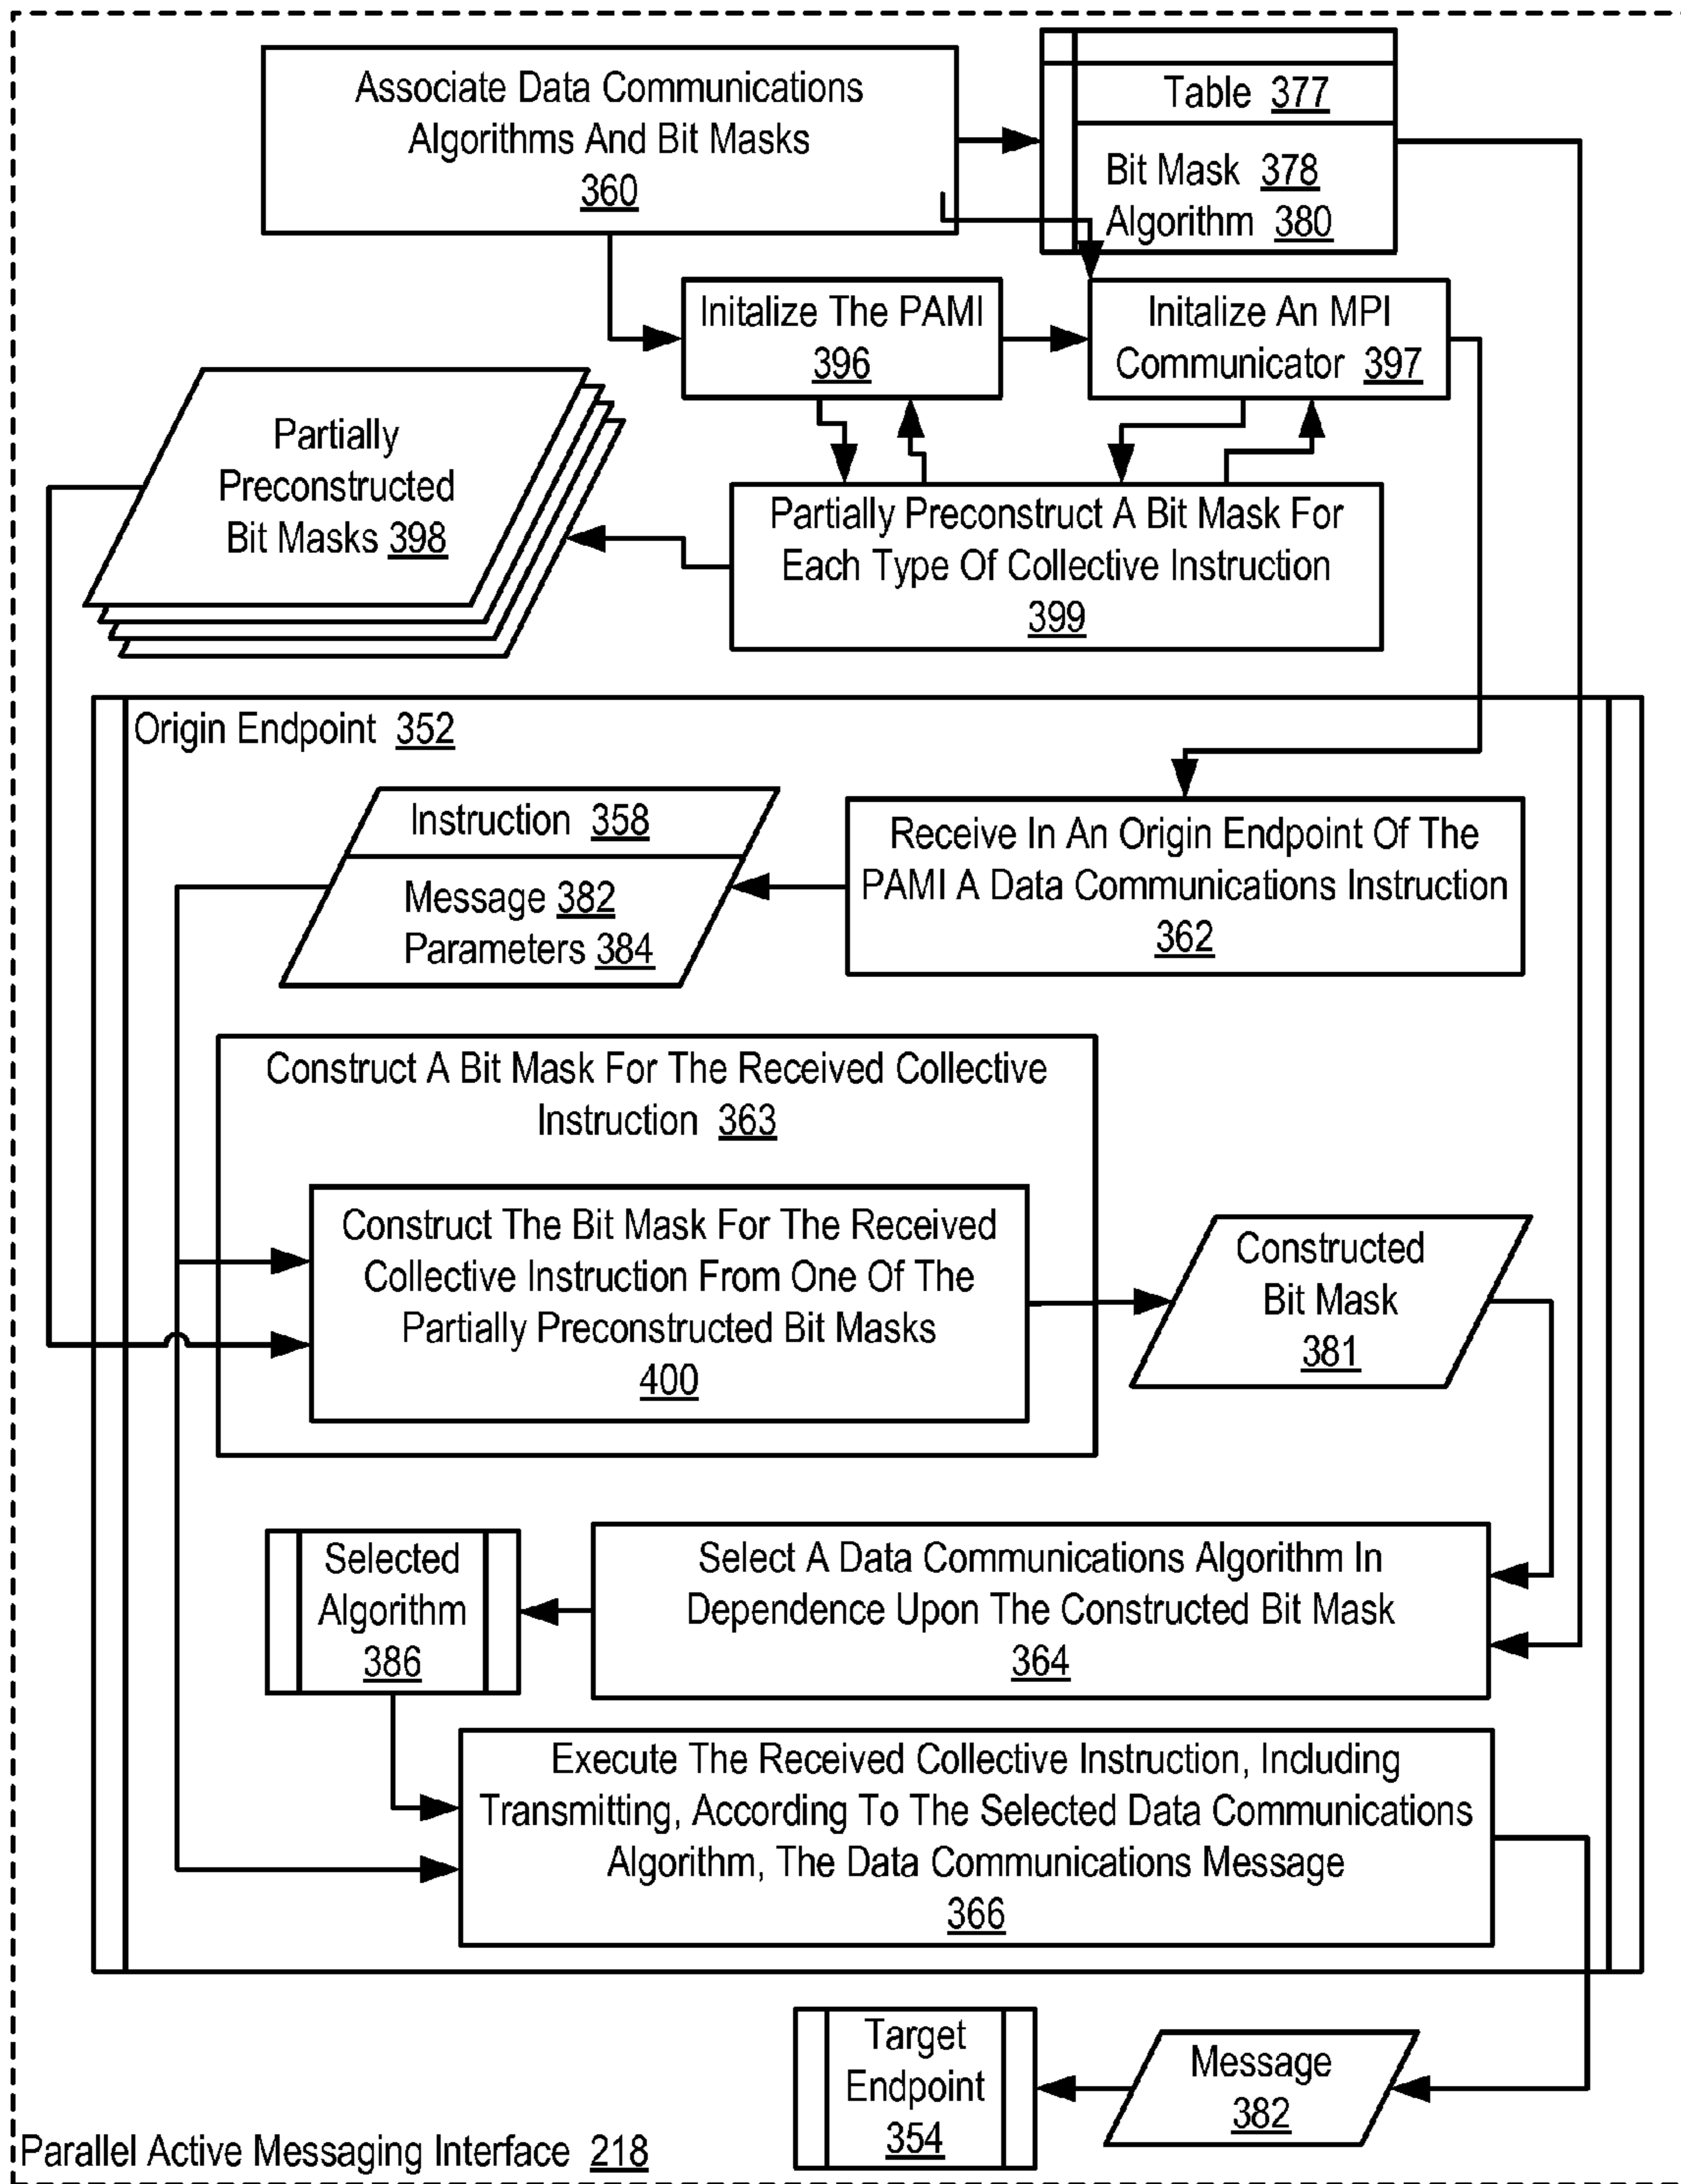 Associate Data Communications
Algorithms And Bit Masks
360
Table 377
Bit Mask 378
Algorithm 380
Initalize The PAMI
396
Initalize An MPI
Communicator 397
Partially
Preconstructed
Bit Masks 398
Partially Preconstruct A Bit Mask For
Each Type Of Collective Instruction
399
Origin Endpoint 352
Instruction 358
Message 382
Parameters 384
Receive In An Origin Endpoint Of The
PAMI A Data Communications Instruction
362
Construct A Bit Mask For The Received Collective
Instruction 363
Construct The Bit Mask For The Received
Collective Instruction From One Of The
Partially Preconstructed Bit Masks
400
Constructed
Bit Mask
381
Selected
Algorithm
386
Select A Data Communications Algorithm In
Dependence Upon The Constructed Bit Mask
364
Execute The Received Collective Instruction, Including
Transmitting, According To The Selected Data Communications
Algorithm, The Data Communications Message
366
Target
Endpoint
354
Message
382
Parallel Active Messaging Interface 218